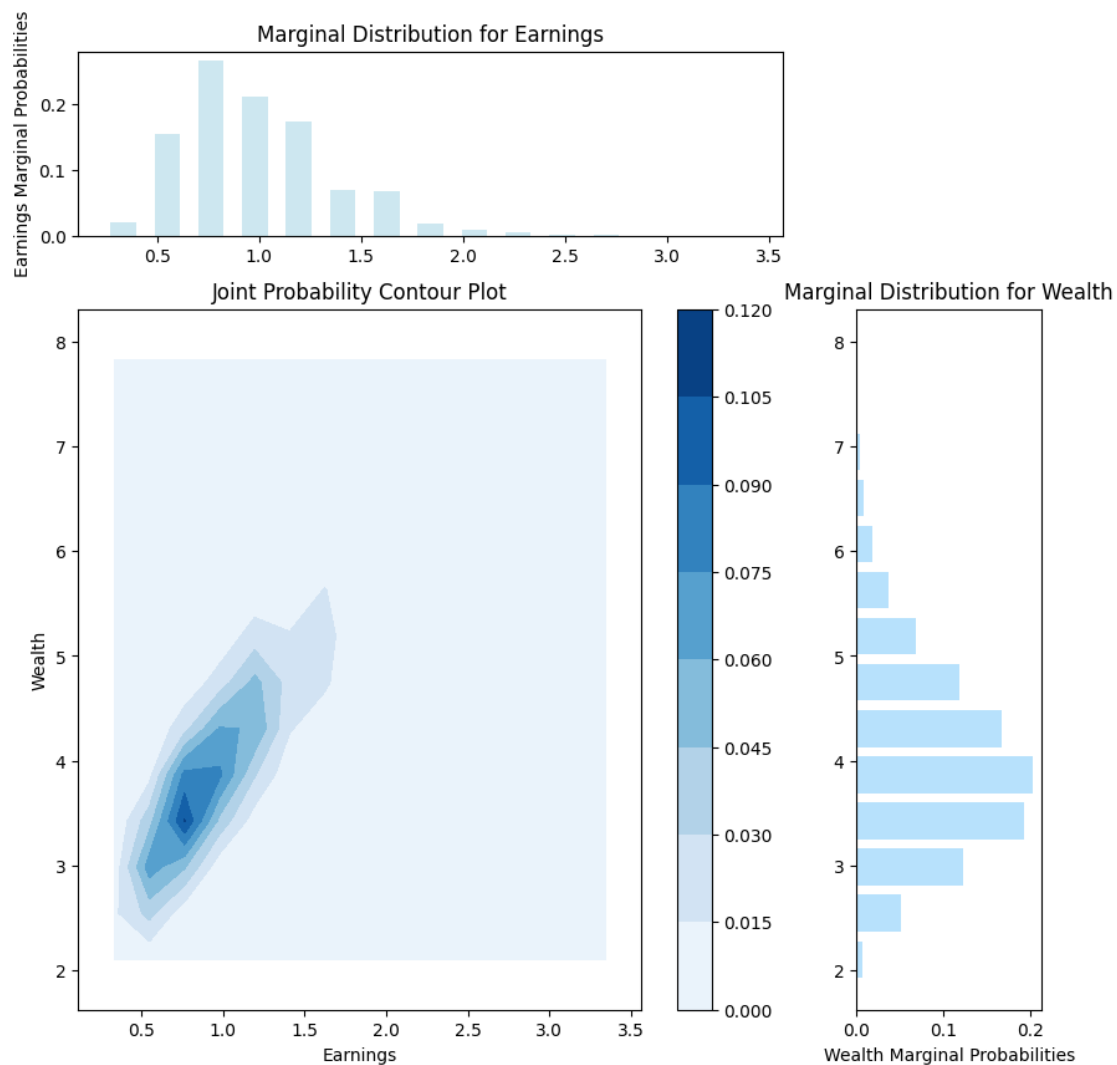 Marginal Distribution for Earnings
Earnings Marginal Probabilities
0.2
0.1
0.0
0.5 1.0 1.5 2.0 2.5 3.0 3.5
Joint Probability Contour Plot
Wealth
8
7
6
5
4
3
2
0.5 1.0 1.5 2.0 2.5 3.0 3.5
Earnings
0.120
0.105
0.090
0.075
0.060
0.045
0.030
0.015
0.000
Marginal Distribution for Wealth
8
7
6
5
4
3
2
0.0 0.1 0.2
Wealth Marginal Probabilities